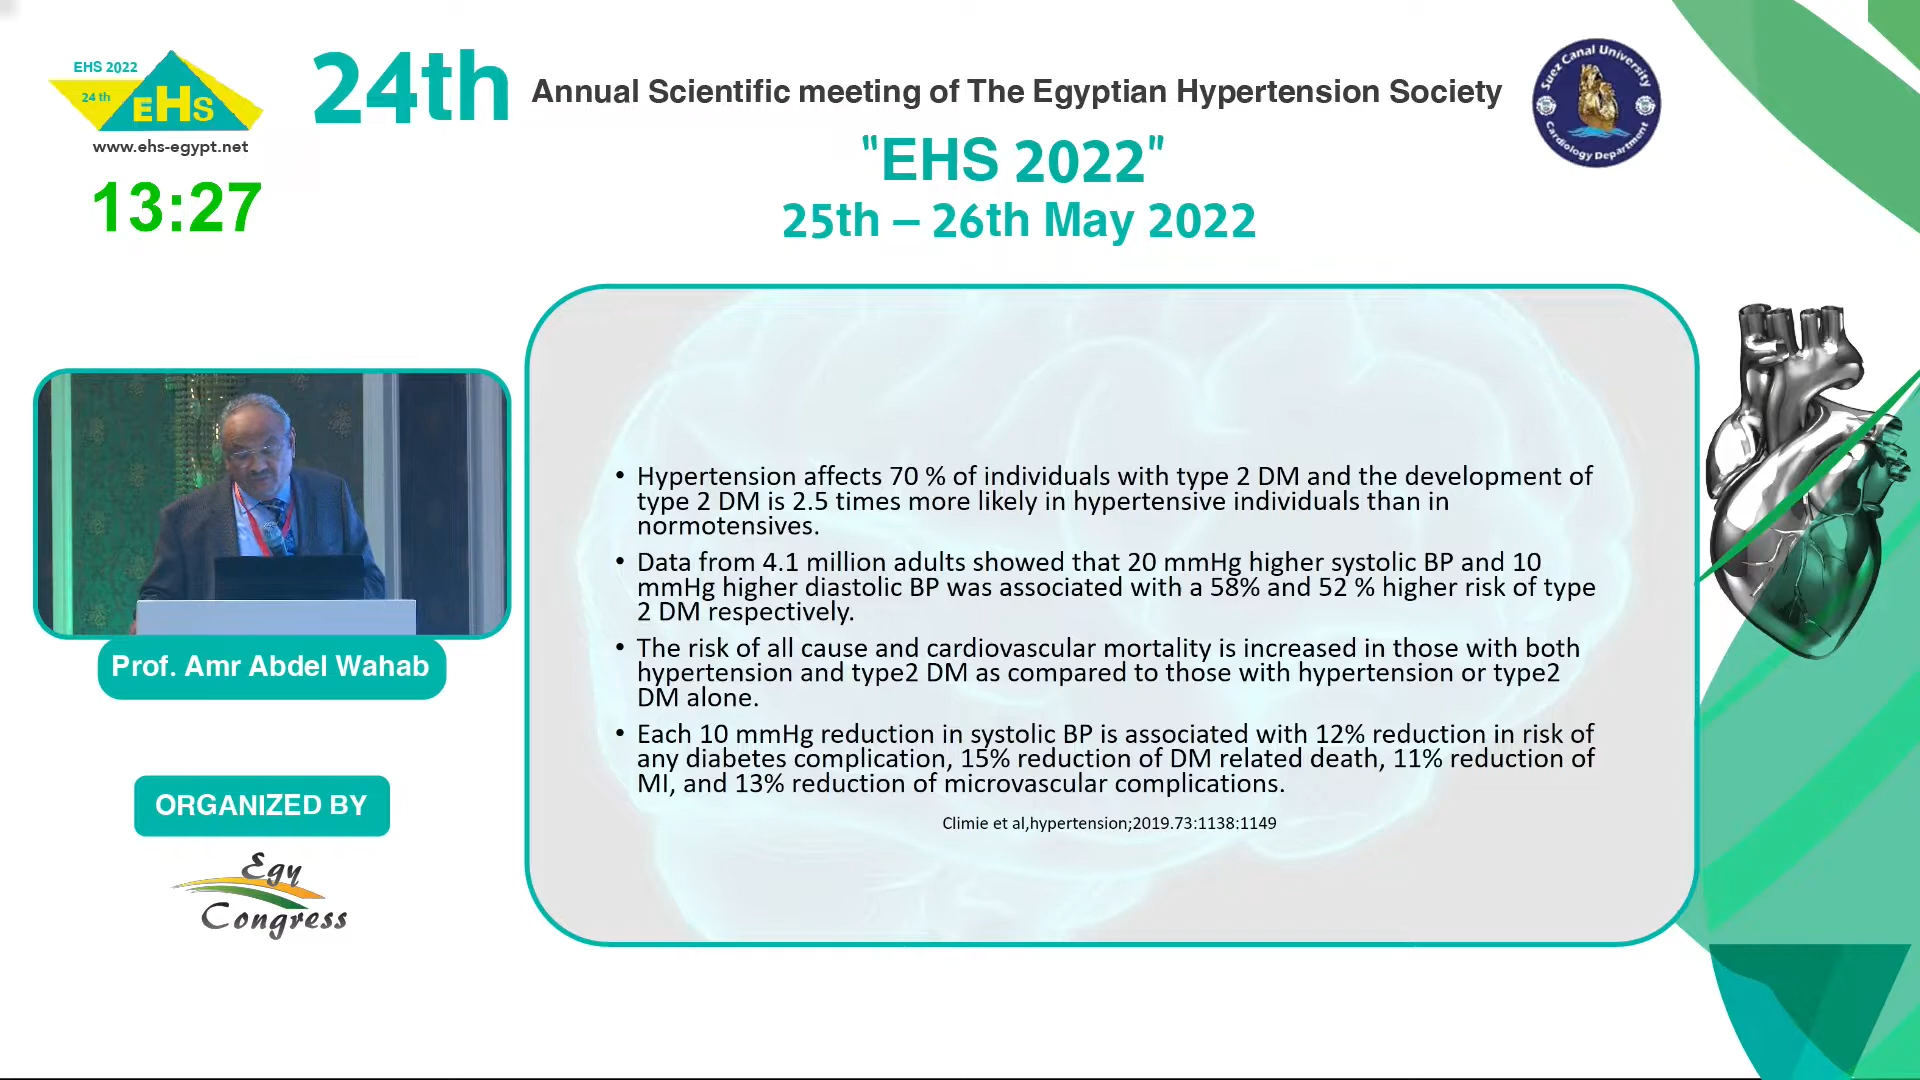 EHS 2022
24 th
EHS
www.ehs-egypt.net
13:27
24th
Annual Scientific meeting of The Egyptian Hypertension Society
"EHS 2022"
25th – 26th May 2022
Suez Canal University
Cardiology Department
• Hypertension affects 70 % of individuals with type 2 DM and the development of
type 2 DM is 2.5 times more likely in hypertensive individuals than in
normotensives.
• Data from 4.1 million adults showed that 20 mmHg higher systolic BP and 10
mmHg higher diastolic BP was associated with a 58% and 52 % higher risk of type
2 DM respectively.
• The risk of all cause and cardiovascular mortality is increased in those with both
hypertension and type2 DM as compared to those with hypertension or type2
DM alone.
• Each 10 mmHg reduction in systolic BP is associated with 12% reduction in risk of
any diabetes complication, 15% reduction of DM related death, 11% reduction of
MI, and 13% reduction of microvascular complications.
Climie et al,hypertension;2019.73:1138:1149
Prof. Amr Abdel Wahab
ORGANIZED BY
Egy
Congress